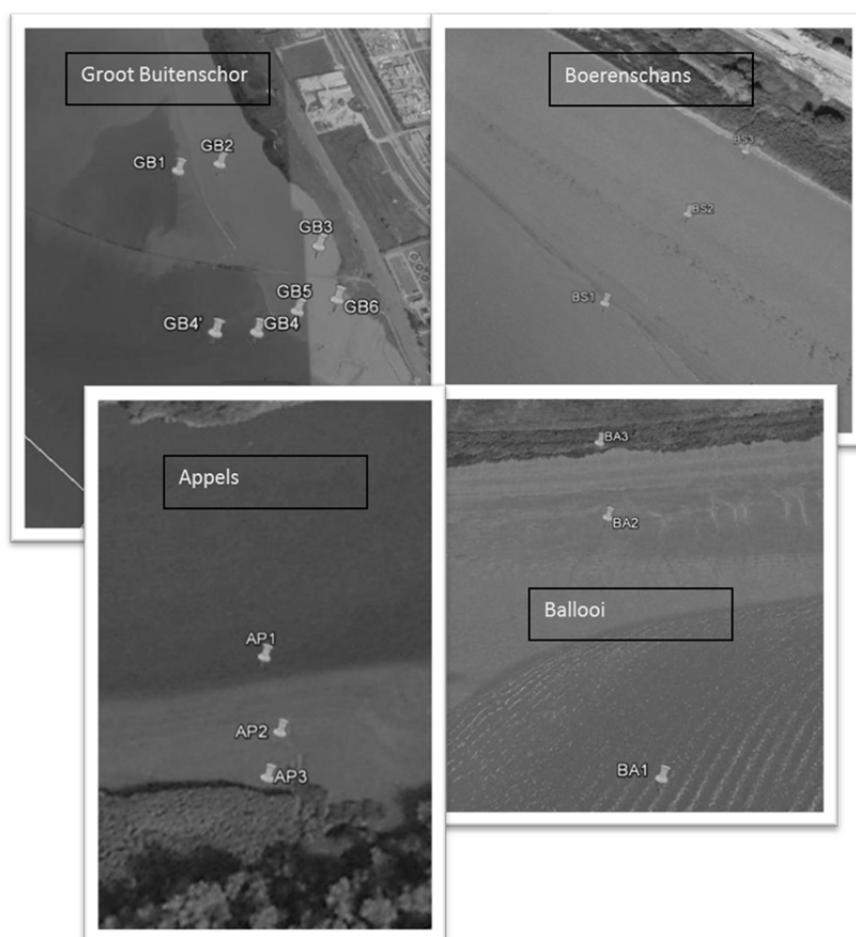 Groot Buitenschor
GB1
GB2
GB3
GB5
GB6
GB4'
GB4
Boerenschans
BS3
BS2
BS1
Appels
AP1
AP2
AP3
BA3
BA2
Ballooi
BA1